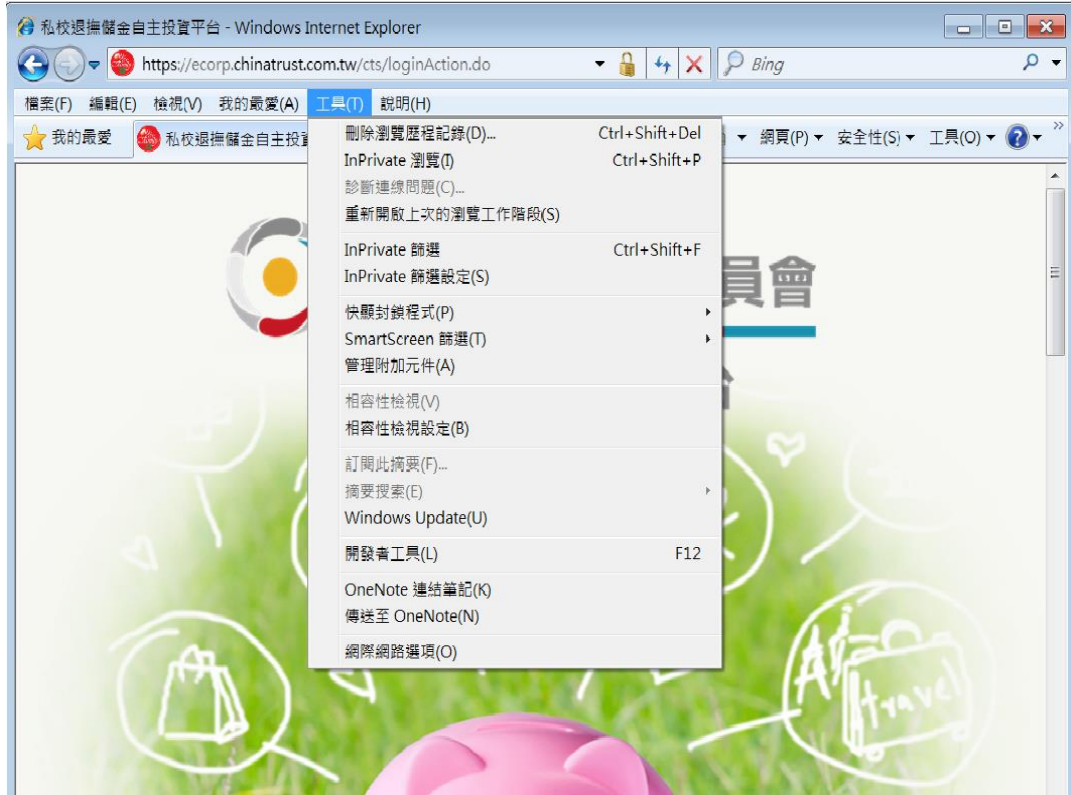 私校退撫儲金自主投資平台 - Windows Internet Explorer
https://ecorp.chinatrust.com.tw/cts/loginAction.do
Bing
檔案(F) 編輯(E) 檢視(V) 我的最愛(A) 工具(T) 說明(H)
我的最愛 私校退撫儲金自主投資 網頁(P) 安全性(S) 工具(O)
刪除瀏覽歷程記錄(D)... Ctrl+Shift+Del
InPrivate 瀏覽(I) Ctrl+Shift+P
診斷連線問題(C)...
重新開啟上次的瀏覽工作階段(S)
InPrivate 篩選 Ctrl+Shift+F
InPrivate 篩選設定(S)
員會
快顯封鎖程式(P)
SmartScreen 篩選(T)
管理附加元件(A)
相容性檢視(V)
相容性檢視設定(B)
訂閱此摘要(F)...
摘要搜索(E)
Windows Update(U)
開發者工具(L) F12
OneNote 連結筆記(K)
傳送至 OneNote(N)
網際網路選項(O)
travel